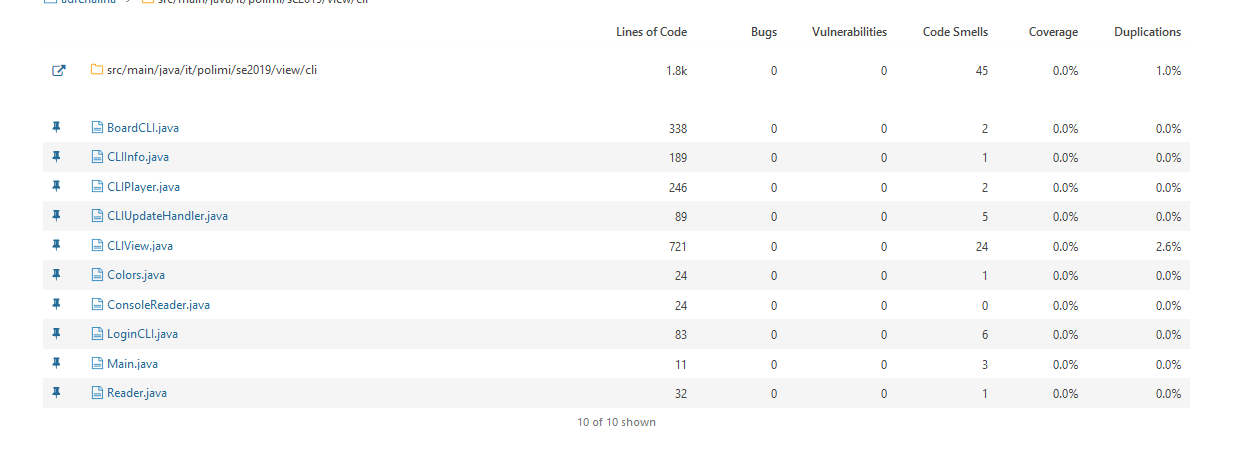 adrenalina > src/main/java/it/polimi/se2019/view/cli
Lines of Code Bugs Vulnerabilities Code Smells Coverage Duplications
src/main/java/it/polimi/se2019/view/cli 1.8k 0 0 45 0.0% 1.0%
BoardCLI.java 338 0 0 2 0.0% 0.0%
CLIInfo.java 189 0 0 1 0.0% 0.0%
CLIPlayer.java 246 0 0 2 0.0% 0.0%
CLIUpdateHandler.java 89 0 0 5 0.0% 0.0%
CLIView.java 721 0 0 24 0.0% 2.6%
Colors.java 24 0 0 1 0.0% 0.0%
ConsoleReader.java 24 0 0 0 0.0% 0.0%
LoginCLI.java 83 0 0 6 0.0% 0.0%
Main.java 11 0 0 3 0.0% 0.0%
Reader.java 32 0 0 1 0.0% 0.0%
10 of 10 shown